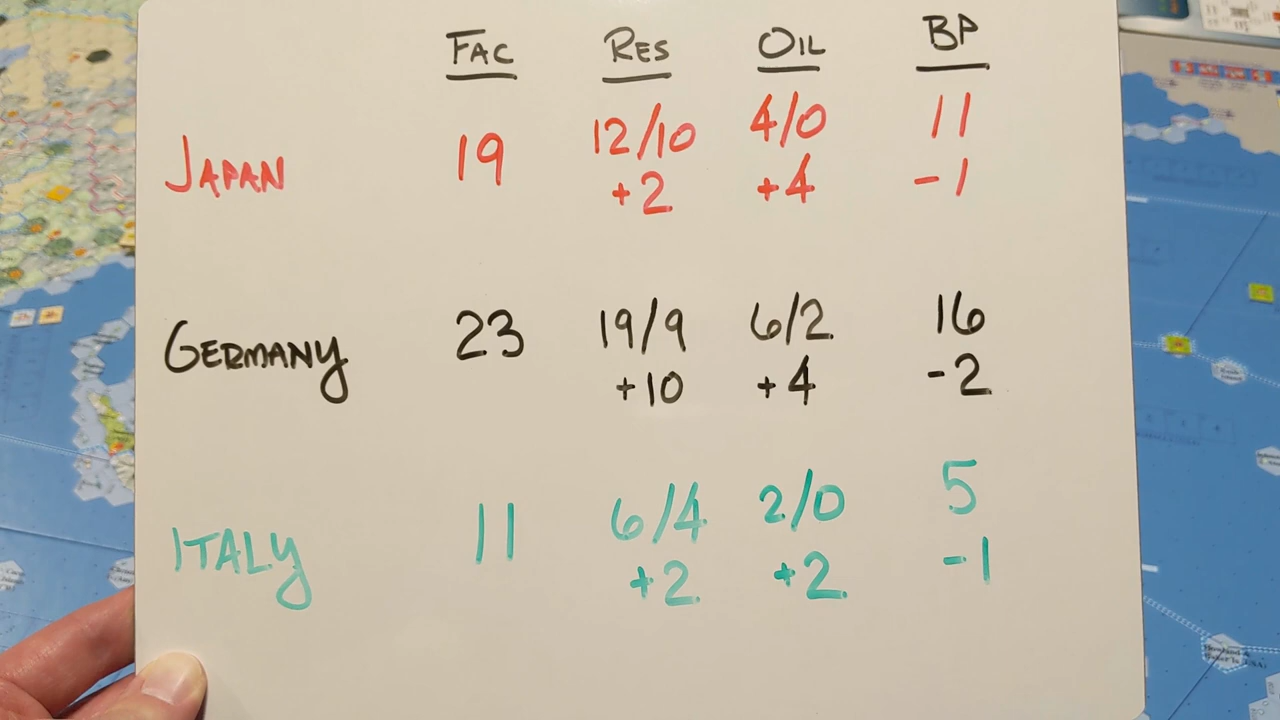 FAC RES OIL BP
JAPAN 19 12/10 4/0 11
+2 +4 -1
GERMANY 23 19/9 6/2 16
+10 +4 -2
ITALY 11 6/4 2/0 5
+2 +2 -1